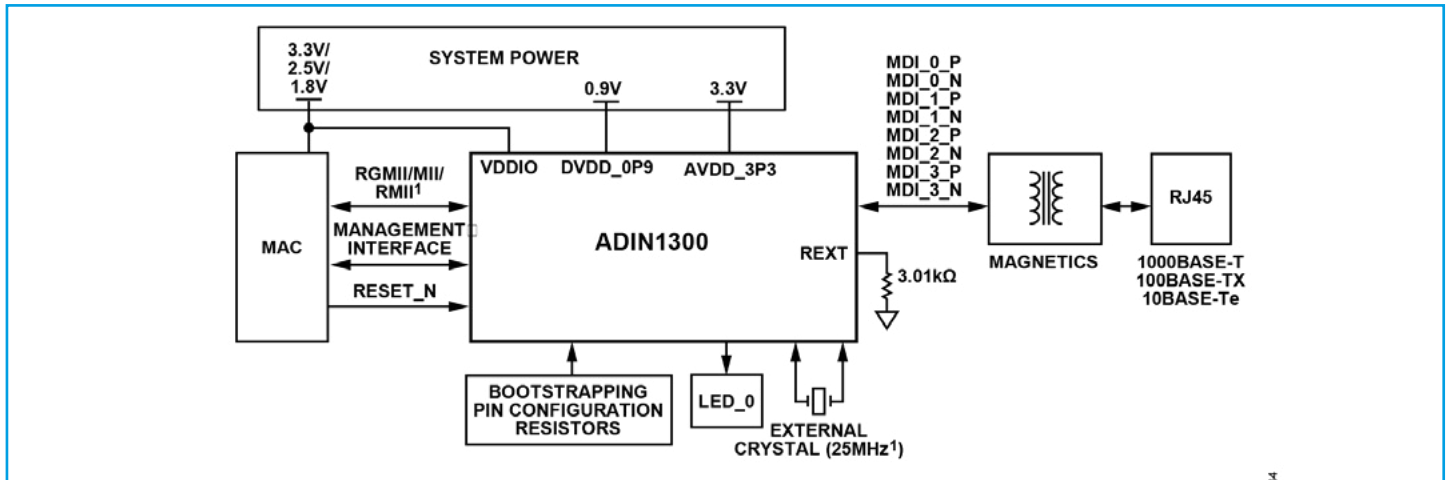 3.3V/
2.5V/
1.8V
SYSTEM POWER
0.9V
3.3V
MDI_0_P
MDI_0_N
MDI_1_P
MDI_1_N
MDI_2_P
MDI_2_N
MDI_3_P
MDI_3_N
VDDIO
DVDD_0P9
AVDD_3P3
RGMII/MII/
RMII¹
MANAGEMENT
INTERFACE
RESET_N
MAC
ADIN1300
REXT
3.01kΩ
MAGNETICS
RJ45
1000BASE-T
100BASE-TX
10BASE-Te
BOOTSTRAPPING
PIN CONFIGURATION
RESISTORS
LED_0
EXTERNAL
CRYSTAL (25MHz¹)